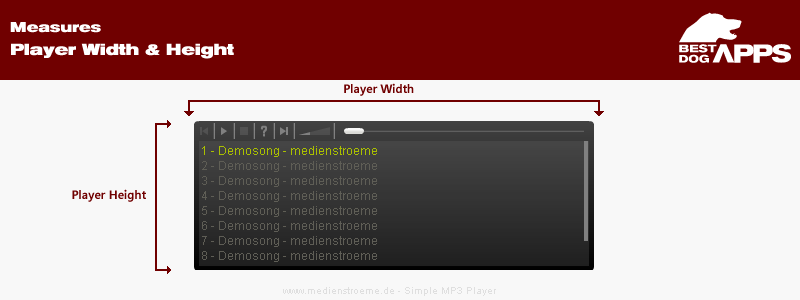 Measures
Player Width & Height
BEST DOG APPS
Player Width
?
Player Height
1 - Demosong - medienstroeme
2 - Demosong - medienstroeme
3 - Demosong - medienstroeme
4 - Demosong - medienstroeme
5 - Demosong - medienstroeme
6 - Demosong - medienstroeme
7 - Demosong - medienstroeme
8 - Demosong - medienstroeme
www.medienstroeme.de - Simple MP3 Player